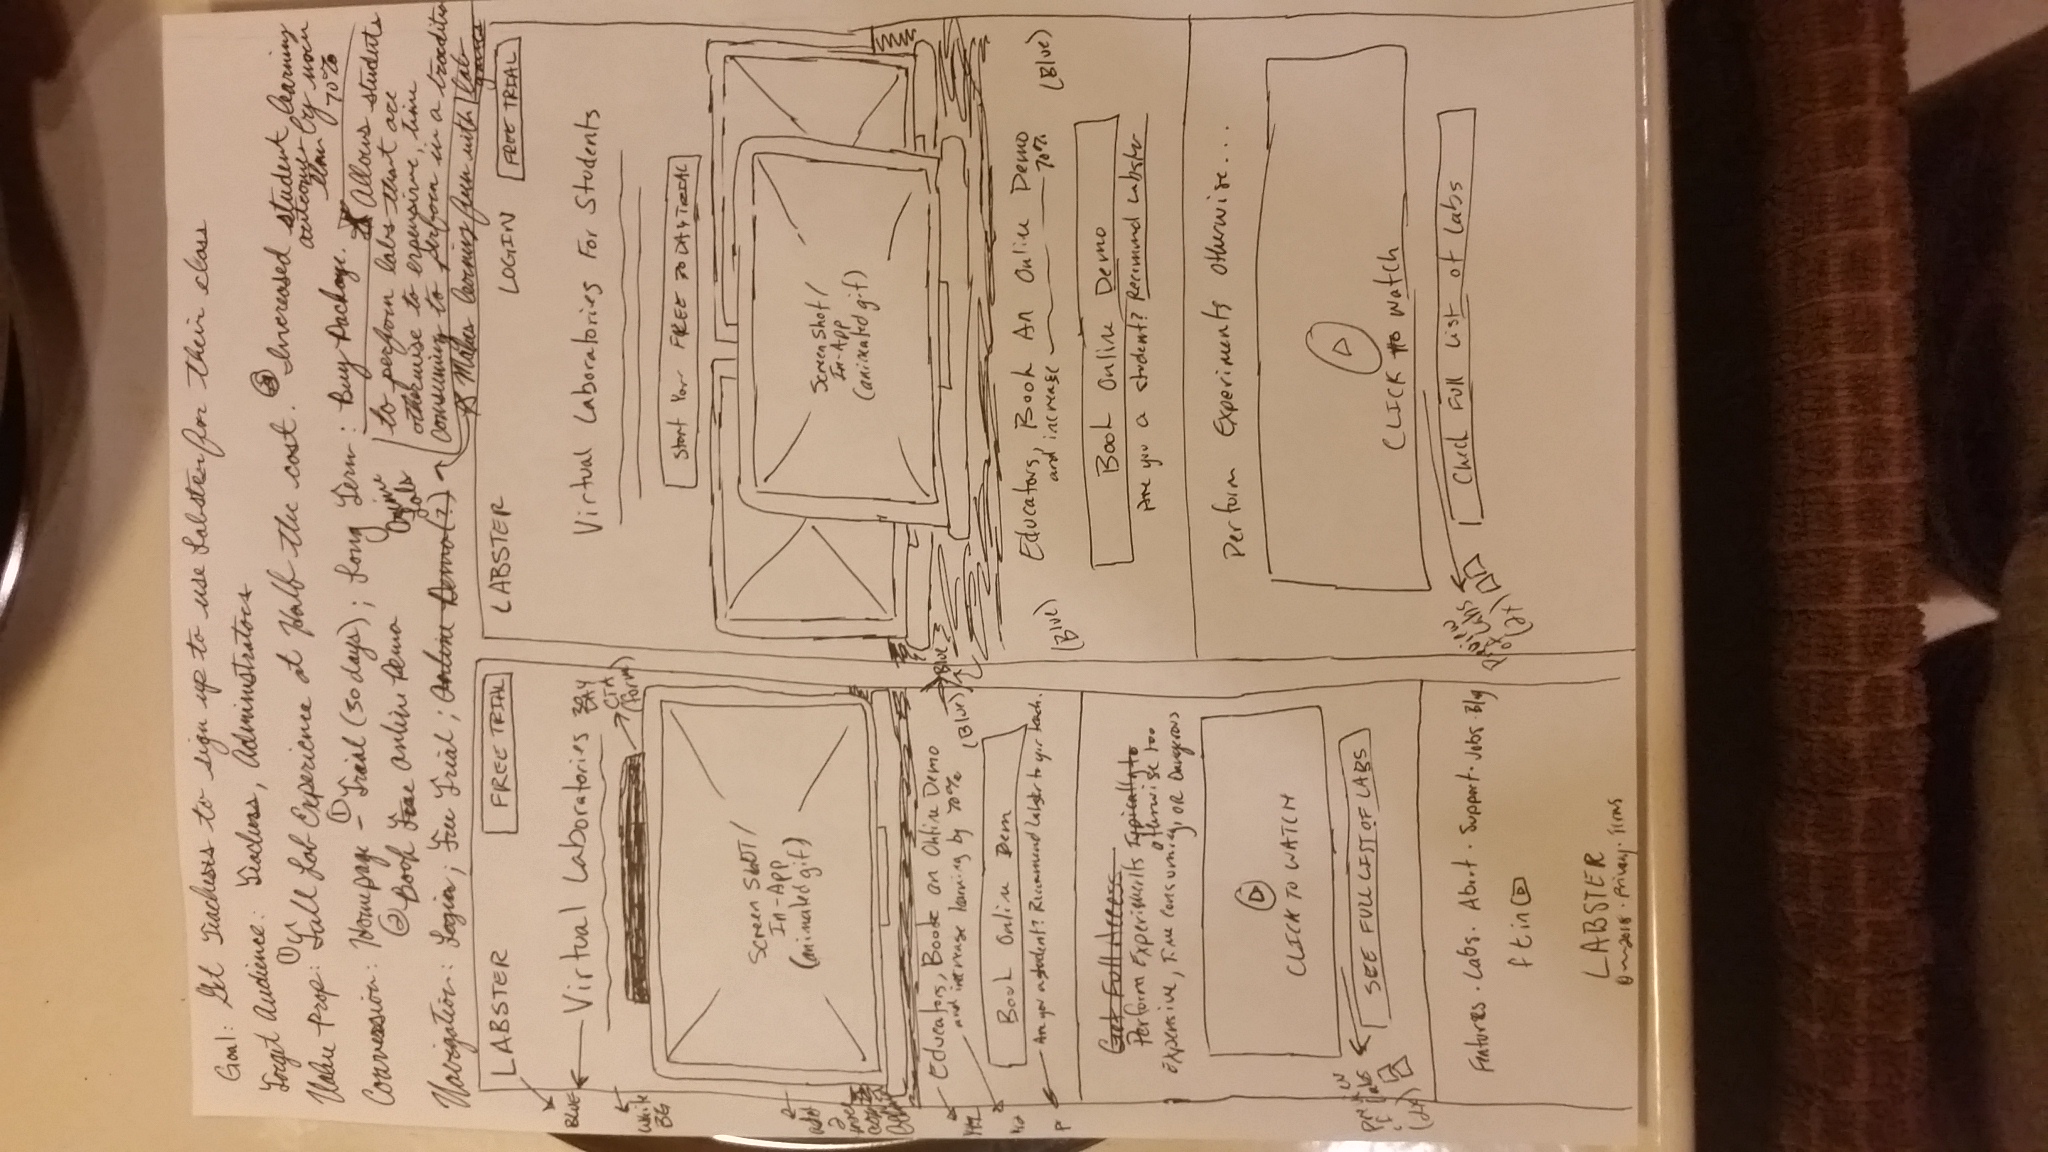 Goal: Get Teachers to sign up to use Labster for their class
Target Audience: Teachers, Administrators
Value Prop: ① Full Lab Experience at Half the cost. ③ Increased student learning
outcomes by more
than 70%
Conversion: Homepage - ① Trial (30 days); Long Term: Buy Package.
② Book Free Online Demo
Allows students
to perform labs that are
otherwise to expensive, time
consuming to perform in a traditio
Makes learning fun with lab
games
Navigation: Login; Free Trial; Online Demo(?)
LABSTER
FREE TRIAL
BLUE
Virtual Laboratories
30
DAY
CTA
(form)
White
BG
Screen SHOT/
In-App
(animated gif)
Educators, Book an Online Demo
and increase learning by 70%
(Blue)
Blue
H2
Book Online Dem
Are you a student? Recommend Labster to your teach.
P
Get Full Access
Perform Experiments Typically to
otherwise too
Expensive, Time consuming, OR Dangerous
CLICK TO WATCH
Preview
of Labs
(2x)
SEE FULL LIST OF LABS
Features · Labs · About · Support · Jobs · Blog
f t in
LABSTER
2018 · Privacy · Terms
LABSTER
LOGIN
FREE TRIAL
Virtual Laboratories For Students
Start Your FREE 30 DAY TRIAL
Screen Shot/
In-App
(animated gif)
Educators, Book An Online Demo
and increase 70%
(Blue)
(Blue)
Book Online Demo
Are you a student? Recommend Labster
Perform Experiments Otherwise...
CLICK to watch
Preview
of Labs
(2x)
Check Full List of Labs